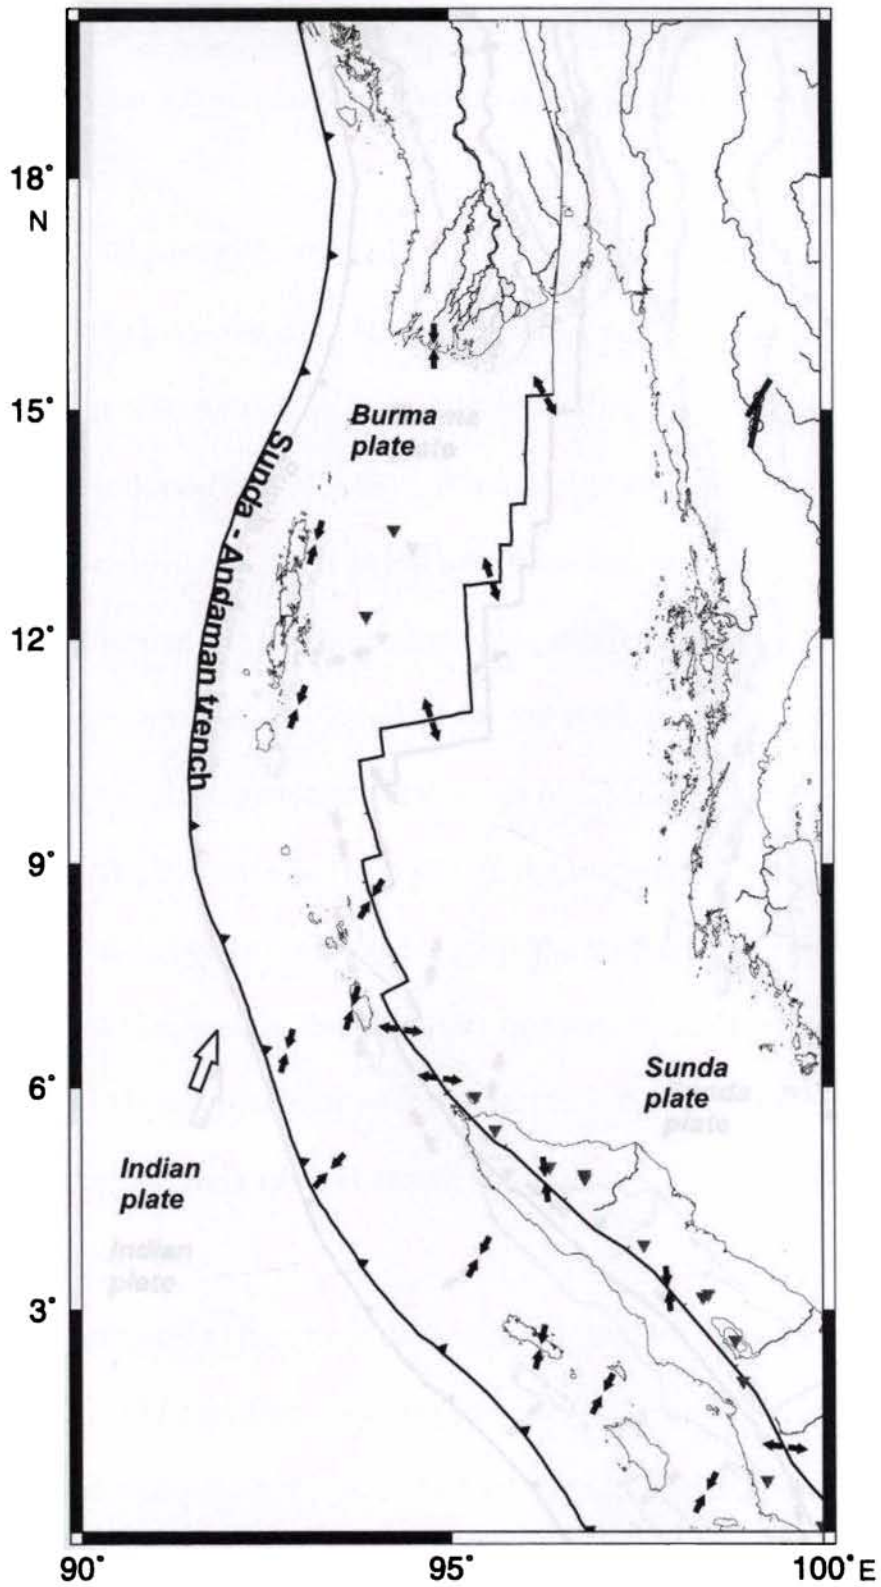 18°
N
15°
12°
9°
6°
3°
90°
95°
100° E
Burma
plate
Sunda - Andaman trench
Sunda
plate
Indian
plate